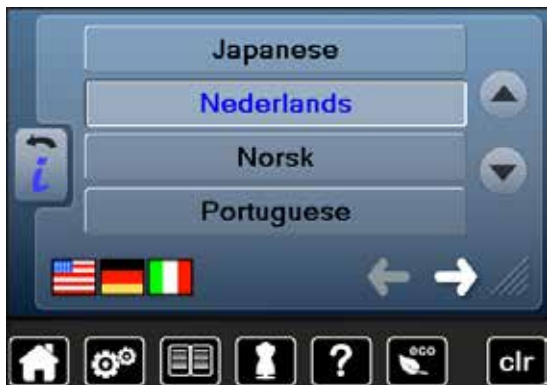 Japanese
Nederlands
i
Norsk
Portuguese
? eco clr